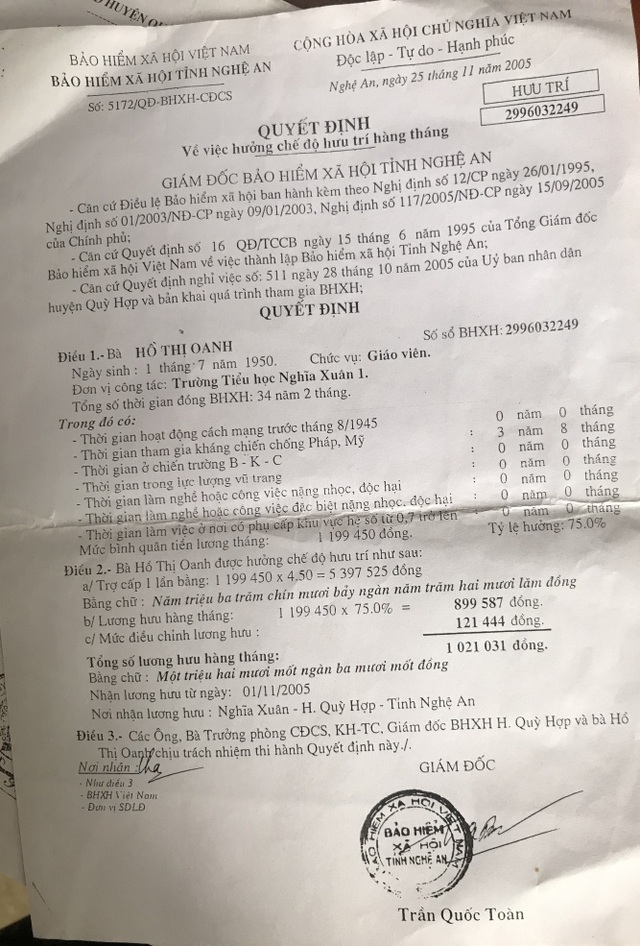 HUYỆN QU
BẢO HIỂM XÃ HỘI VIỆT NAM
BẢO HIỂM XÃ HỘI TỈNH NGHỆ AN
Số: 5172/QĐ-BHXH-CĐCS
CỘNG HÒA XÃ HỘI CHỦ NGHĨA VIỆT NAM
Độc lập - Tự do - Hạnh phúc
Nghệ An, ngày 25 tháng 11 năm 2005
HƯU TRÍ
2996032249
QUYẾT ĐỊNH
Về việc hưởng chế độ hưu trí hàng tháng
GIÁM ĐỐC BẢO HIỂM XÃ HỘI TỈNH NGHỆ AN
- Căn cứ Điều lệ Bảo hiểm xã hội ban hành kèm theo Nghị định số 12/CP ngày 26/01/1995,
Nghị định số 01/2003/NĐ-CP ngày 09/01/2003, Nghị định số 117/2005/NĐ-CP ngày 15/09/2005
của Chính phủ;
- Căn cứ Quyết định số 16 QĐ/TCCB ngày 15 tháng 6 năm 1995 của Tổng Giám đốc
Bảo hiểm xã hội Việt Nam về việc thành lập Bảo hiểm xã hội Tỉnh Nghệ An;
- Căn cứ Quyết định nghỉ việc số: 511 ngày 28 tháng 10 năm 2005 của Uỷ ban nhân dân
huyện Quỳ Hợp và bản khai quá trình tham gia BHXH;
QUYẾT ĐỊNH
Điều 1.- Bà HỒ THỊ OANH Số sổ BHXH: 2996032249
Ngày sinh : 1 tháng 7 năm 1950. Chức vụ: Giáo viên.
Đơn vị công tác: Trường Tiểu học Nghĩa Xuân 1.
Tổng số thời gian đóng BHXH: 34 năm 2 tháng.
Trong đó có:
- Thời gian hoạt động cách mạng trước tháng 8/1945 : 0 năm 0 tháng
- Thời gian tham gia kháng chiến chống Pháp, Mỹ : 3 năm 8 tháng
- Thời gian ở chiến trường B - K - C : 0 năm 0 tháng
- Thời gian trong lực lượng vũ trang : 0 năm 0 tháng
- Thời gian làm nghề hoặc công việc nặng nhọc, độc hại : 0 năm 0 tháng
- Thời gian làm nghề hoặc công việc đặc biệt nặng nhọc, độc hại : 0 năm 0 tháng
- Thời gian làm việc ở nơi có phụ cấp khu vực hệ số từ 0,7 trở lên : 0 năm 0 tháng
Mức bình quân tiền lương tháng: 1 199 450 đồng. Tỷ lệ hưởng: 75.0%
Điều 2.- Bà Hồ Thị Oanh được hưởng chế độ hưu trí như sau:
a/ Trợ cấp 1 lần bằng: 1 199 450 x 4.50 = 5 397 525 đồng
Bằng chữ : Năm triệu ba trăm chín mươi bảy ngàn năm trăm hai mươi lăm đồng
b/ Lương hưu hàng tháng: 1 199 450 x 75.0% = 899 587 đồng.
c/ Mức điều chỉnh lương hưu : 121 444 đồng.
Tổng số lương hưu hàng tháng: 1 021 031 đồng.
Bằng chữ : Một triệu hai mươi mốt ngàn ba mươi mốt đồng
Nhận lương hưu từ ngày: 01/11/2005
Nơi nhận lương hưu : Nghĩa Xuân - H. Quỳ Hợp - Tỉnh Nghệ An
Điều 3.- Các Ông, Bà Trưởng phòng CĐCS, KH-TC, Giám đốc BHXH H. Quỳ Hợp và bà Hồ
Thị Oanh chịu trách nhiệm thi hành Quyết định này./.
Nơi nhận :
- Như điều 3
- BHXH Việt Nam
- Đơn vị SDLĐ
GIÁM ĐỐC
BẢO HIỂM XÃ HỘI VIỆT NAM
BẢO HIỂM
XÃ HỘI
TỈNH NGHỆ AN
Trần Quốc Toàn